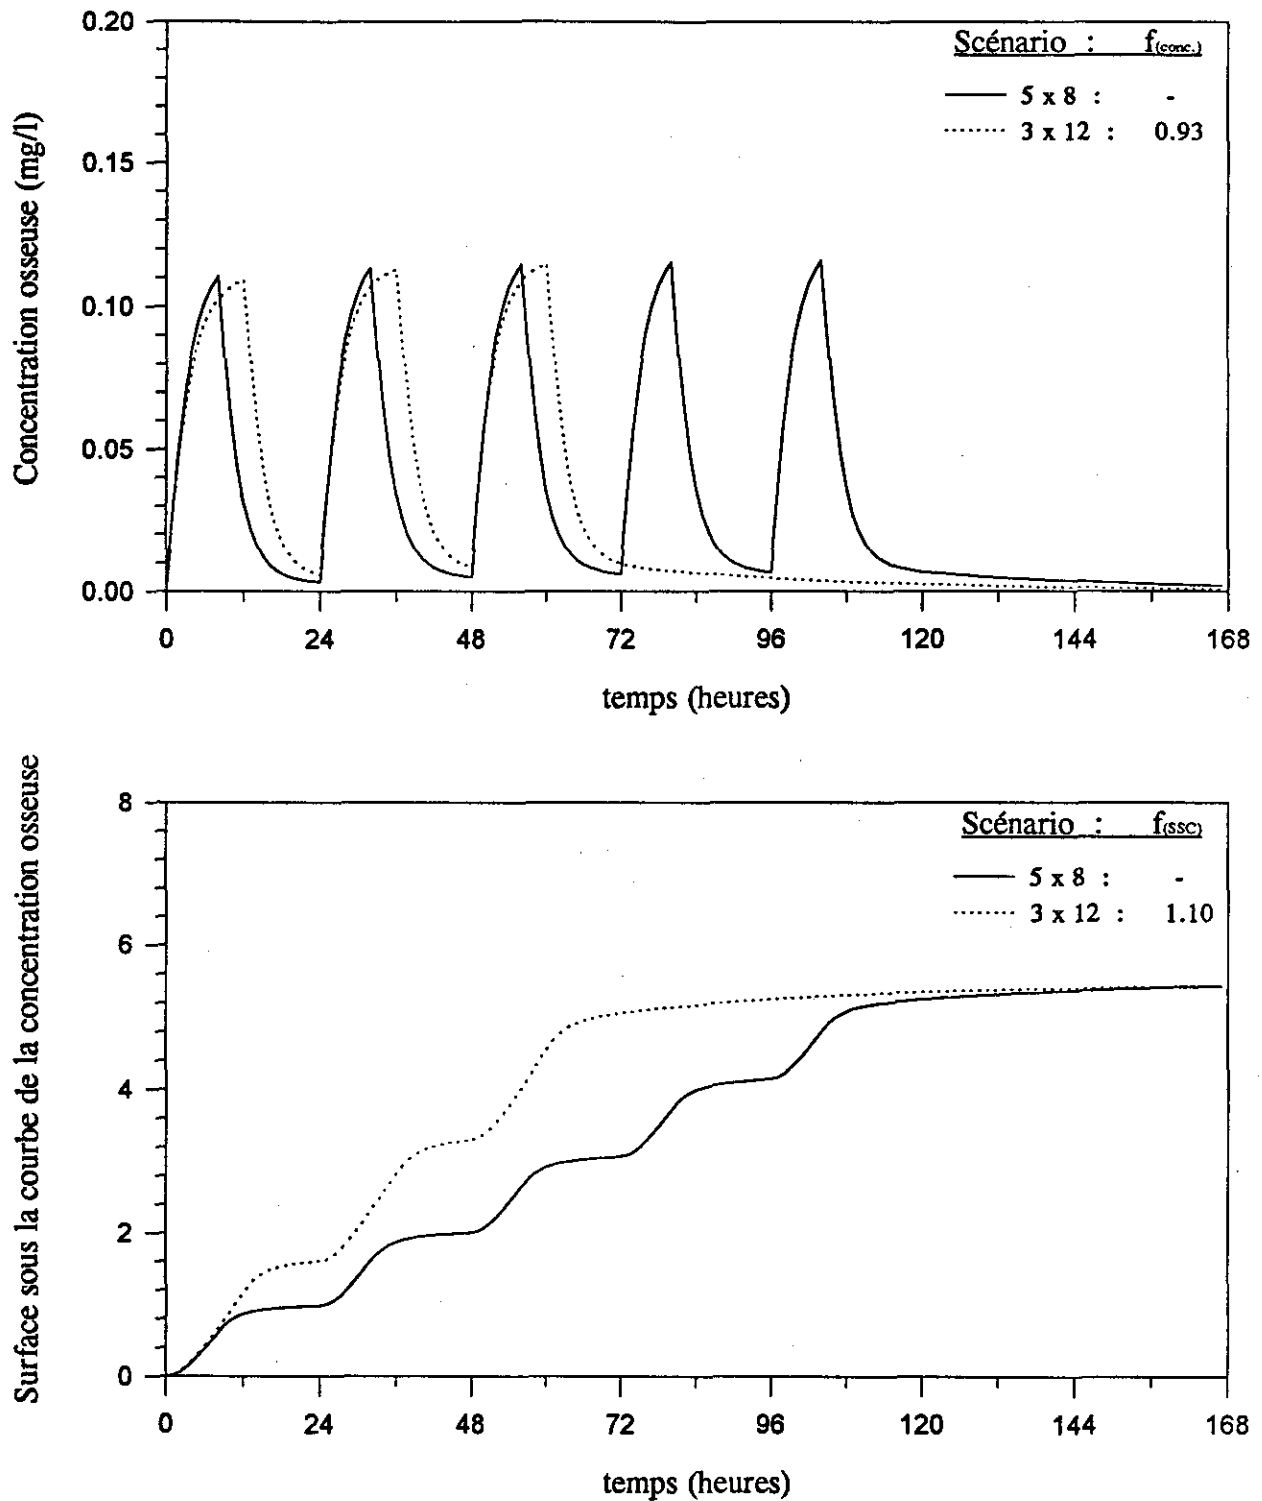 Concentration osseuse (mg/l)
0.20
0.15
0.10
0.05
0.00
Scénario : f(conc.)
5 x 8 : -
3 x 12 : 0.93
0 24 48 72 96 120 144 168
temps (heures)
Surface sous la courbe de la concentration osseuse
8
6
4
2
0
Scénario : f(SSC)
5 x 8 : -
3 x 12 : 1.10
0 24 48 72 96 120 144 168
temps (heures)